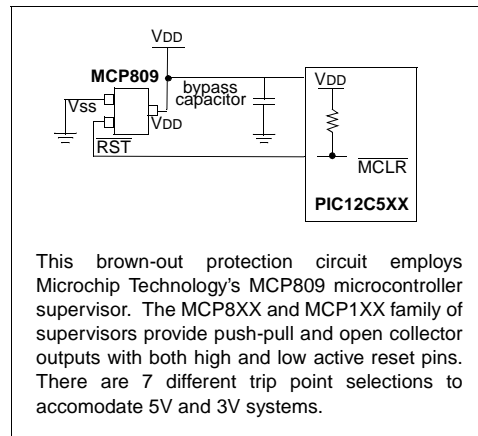 VDD
MCP809
VDD
bypass
capacitor
Vss
VDD
RST
MCLR
PIC12C5XX
This brown-out protection circuit employs
Microchip Technology's MCP809 microcontroller
supervisor. The MCP8XX and MCP1XX family of
supervisors provide push-pull and open collector
outputs with both high and low active reset pins.
There are 7 different trip point selections to
accomodate 5V and 3V systems.